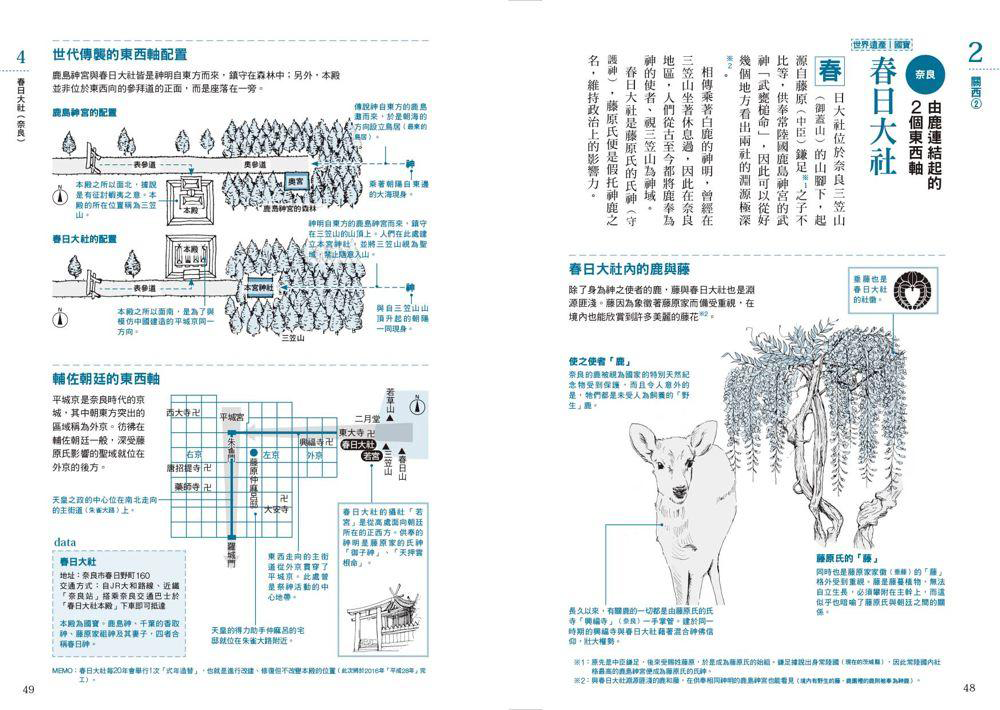 2
關西②
世界遺產｜國寶
奈良
由鹿連結起的
2個東西軸
春日大社
春日大社位於奈良三笠山
（御蓋山）的山腳下，起
源自藤原（中臣）鎌足※1之子不
比等，供奉常陸國鹿島神宮的武
神「武甕槌命」，因此可以從好
幾個地方看出兩社的淵源極深
※2。
相傳乘著白鹿的神明，曾經在
三笠山坐著休息過，因此在奈良
地區，人們從古至今都將鹿奉為
神的使者、視三笠山為神域。
春日大社是藤原氏的氏神（守
護神），藤原氏便是假托神鹿之
名，維持政治上的影響力。
春日大社內的鹿與藤
除了身為神之使者的鹿，藤與春日大社也是淵
源匪淺。藤因為象徵著藤原家而備受重視，在
境內也能欣賞到許多美麗的藤花※2。
垂藤也是
春日大社
的社徽。
使之使者「鹿」
奈良的鹿被視為國家的特別天然紀
念物受到保護，而且令人意外的
是，牠們都是未受人為飼養的「野
生」鹿。
藤原氏的「藤」
同時也是藤原家家徽（垂藤）的「藤」
格外受到重視。藤是藤蔓植物，無法
自立生長，必須攀附在主幹上，而這
似乎也暗喻了藤原氏與朝廷之間的關
係。
長久以來，有關鹿的一切都是由藤原氏的氏
寺「興福寺」（奈良）一手掌管。建於同一
時期的興福寺與春日大社藉著混合神佛信
仰，壯大權勢。
※1：原先是中臣鎌足，後來受賜姓藤原，於是成為藤原氏的始祖。鎌足據說出身常陸國（現在的茨城縣），因此常陸國內社
格最高的鹿島神宮便成為藤原氏的氏神。
※2：與春日大社淵源匪淺的鹿和藤，在供奉相同神明的鹿島神宮也能看見（境內有野生的藤，鹿園裡的鹿則被奉為神鹿）。
48
4
春日大社（奈良）
世代傳襲的東西軸配置
鹿島神宮與春日大社皆是神明自東方而來，鎮守在森林中；另外，本殿
並非位於東西向的參拜道的正面，而是座落在一旁。
鹿島神宮的配置
傳說神自東方的鹿島
灘而來，於是朝海的
方向設立鳥居（最東的
鳥居）。
表參道
奧參道
神
奧宮
本殿
N
鹿島神宮的森林
乘著朝陽自東邊
的大海現身。
本殿之所以面北，據說
是有征討蝦夷之意。本
殿的所在位置稱為三笠
山。
春日大社的配置
神明自東方的鹿島神宮而來，鎮守
在三笠山的山頂上。人們在此處建
立本宮神社，並將三笠山視為聖
域，禁止隨意入山。
本殿
表參道
本宮神社
神
N
三笠山
本殿之所以面南，是為了與
模仿中國建造的平城京同一
方向。
與自三笠山山
頂升起的朝陽
一同現身。
輔佐朝廷的東西軸
平城京是奈良時代的京
城，其中朝東方突出的
區域稱為外京。彷彿在
輔佐朝廷一般，深受藤
原氏影響的聖域就位在
外京的後方。
西大寺卍
平城宮
若草山▲
N
二月堂
東大寺卍
朱雀門
興福寺卍
春日大社
若宮
右京
左京
外京
▲三笠山
▲春日山
唐招提寺卍
藤原仲麻呂邸
藥師寺卍
卍
大安寺
羅城門
天皇之政的中心位在南北走向
的主街道（朱雀大路）上。
東西走向的主街
道從外京貫穿了
平城京。此處曾
是祭神活動的中
心地帶。
春日大社的攝社「若
宮」是從高處面向朝廷
所在的正西方。供奉的
神明是藤原家的氏神
「御子神」、「天押雲
根命」。
天皇的得力助手仲麻呂的宅
邸就位在朱雀大路附近。
data
春日大社
地址：奈良市春日野町160
交通方式：自JR大和路線、近鐵
「奈良站」搭乘奈良交通巴士於
「春日大社本殿」下車即可抵達
本殿為國寶。鹿島神、千葉的香取
神、藤原家祖神及其妻子，四者合
稱春日神。
MEMO：春日大社每20年會舉行1次「式年造替」，也就是進行改建、修復但不改變本殿的位置（此次將於2016年「平成28年」完
工）。
49